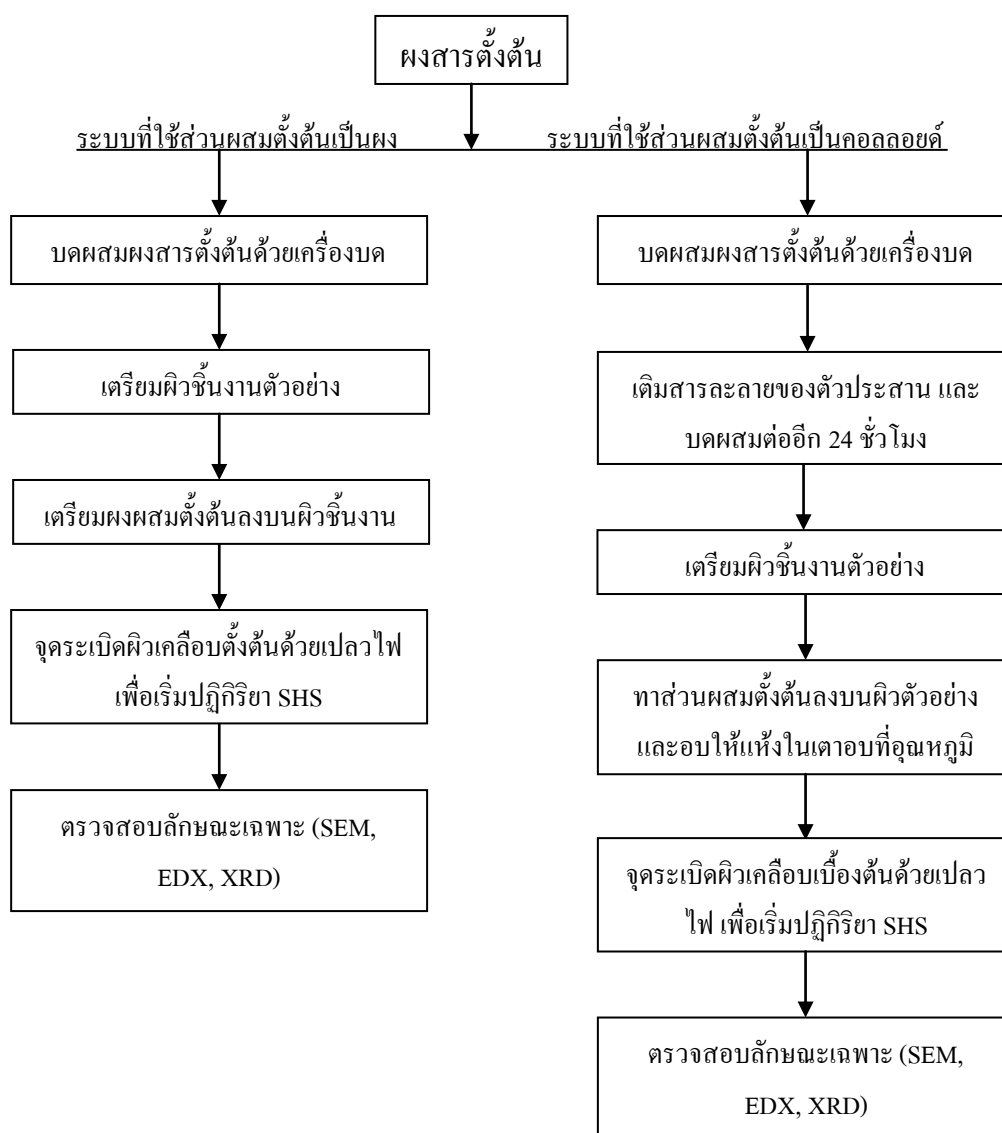 ผงสารตั้งต้น
ระบบที่ใช้ส่วนผสมตั้งต้นเป็นผง
ระบบที่ใช้ส่วนผสมตั้งต้นเป็นคอลลอยด์
บดผสมผงสารตั้งต้นด้วยเครื่องบด
เตรียมผิวชิ้นงานตัวอย่าง
เตรียมผงผสมตั้งต้นลงบนผิวชิ้นงาน
จุดระเบิดผิวเคลือบตั้งต้นด้วยเปลวไฟ
เพื่อเริ่มปฏิกิริยา SHS
ตรวจสอบลักษณะเฉพาะ (SEM,
EDX, XRD)
บดผสมผงสารตั้งต้นด้วยเครื่องบด
เติมสารละลายของตัวประสาน และ
บดผสมต่ออีก 24 ชั่วโมง
เตรียมผิวชิ้นงานตัวอย่าง
ทาส่วนผสมตั้งต้นลงบนผิวตัวอย่าง
และอบให้แห้งในเตาอบที่อุณหภูมิ
จุดระเบิดผิวเคลือบเบื้องต้นด้วยเปลว
ไฟ เพื่อเริ่มปฏิกิริยา SHS
ตรวจสอบลักษณะเฉพาะ (SEM,
EDX, XRD)